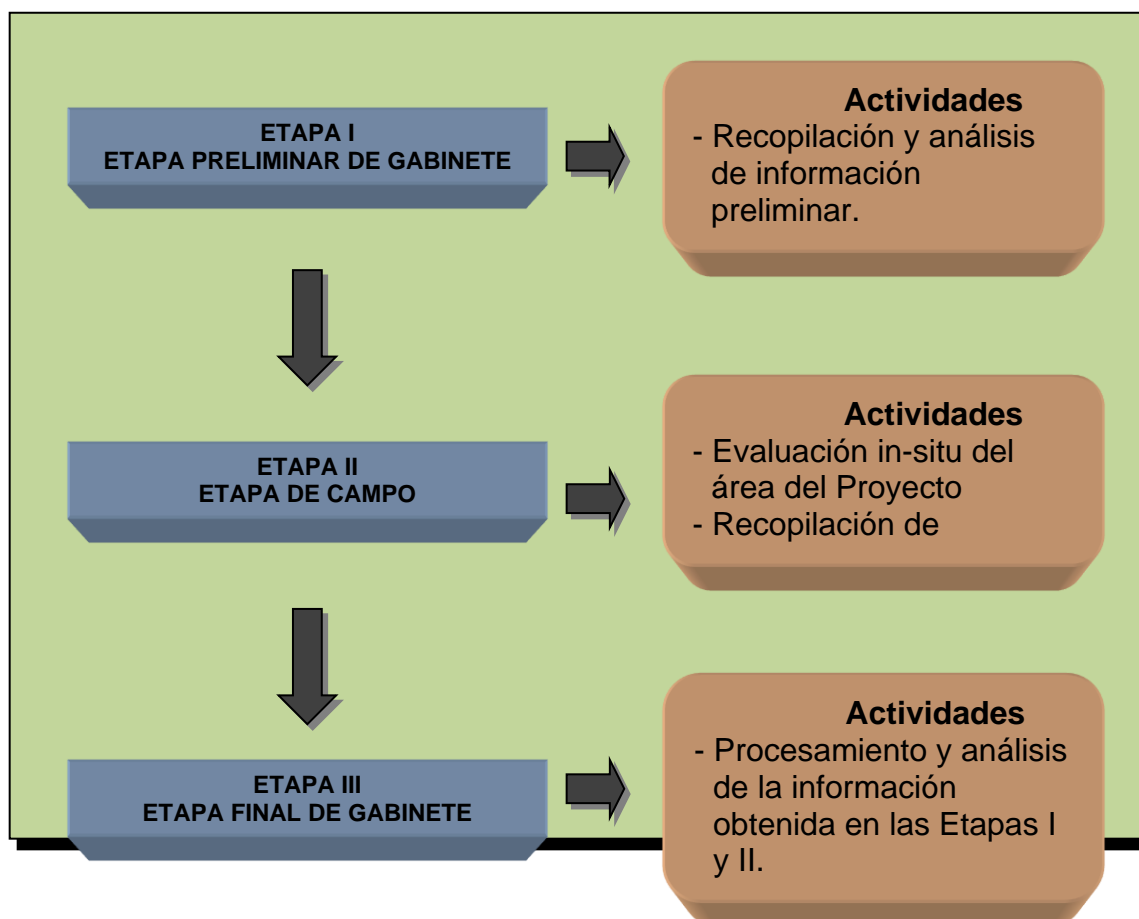 ETAPA I
ETAPA PRELIMINAR DE GABINETE
Actividades
- Recopilación y análisis
de información
preliminar.
ETAPA II
ETAPA DE CAMPO
Actividades
- Evaluación in-situ del
área del Proyecto
- Recopilación de
ETAPA III
ETAPA FINAL DE GABINETE
Actividades
- Procesamiento y análisis
de la información
obtenida en las Etapas I
y II.